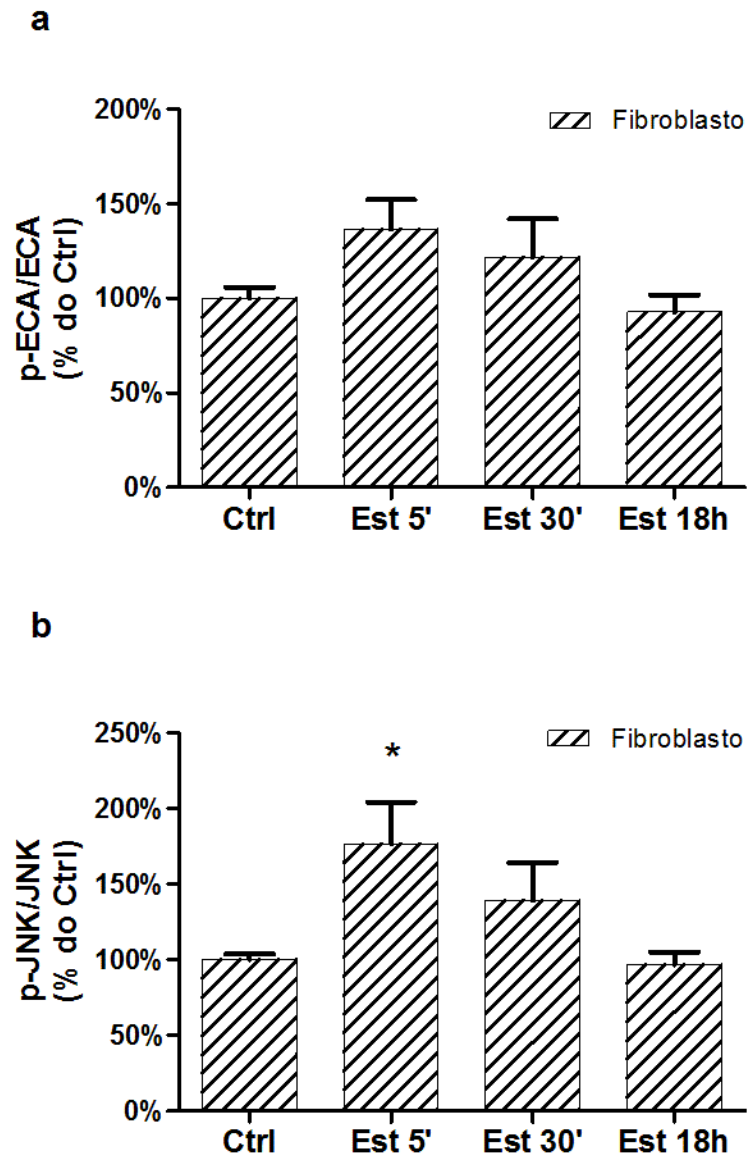 a
200%
150%
100%
50%
0%
p-ECA/ECA
(% do Ctrl)
Fibroblasto
Ctrl Est 5' Est 30' Est 18h
b
250%
200%
150%
100%
50%
0%
p-JNK/JNK
(% do Ctrl)
Fibroblasto
*
Ctrl Est 5' Est 30' Est 18h